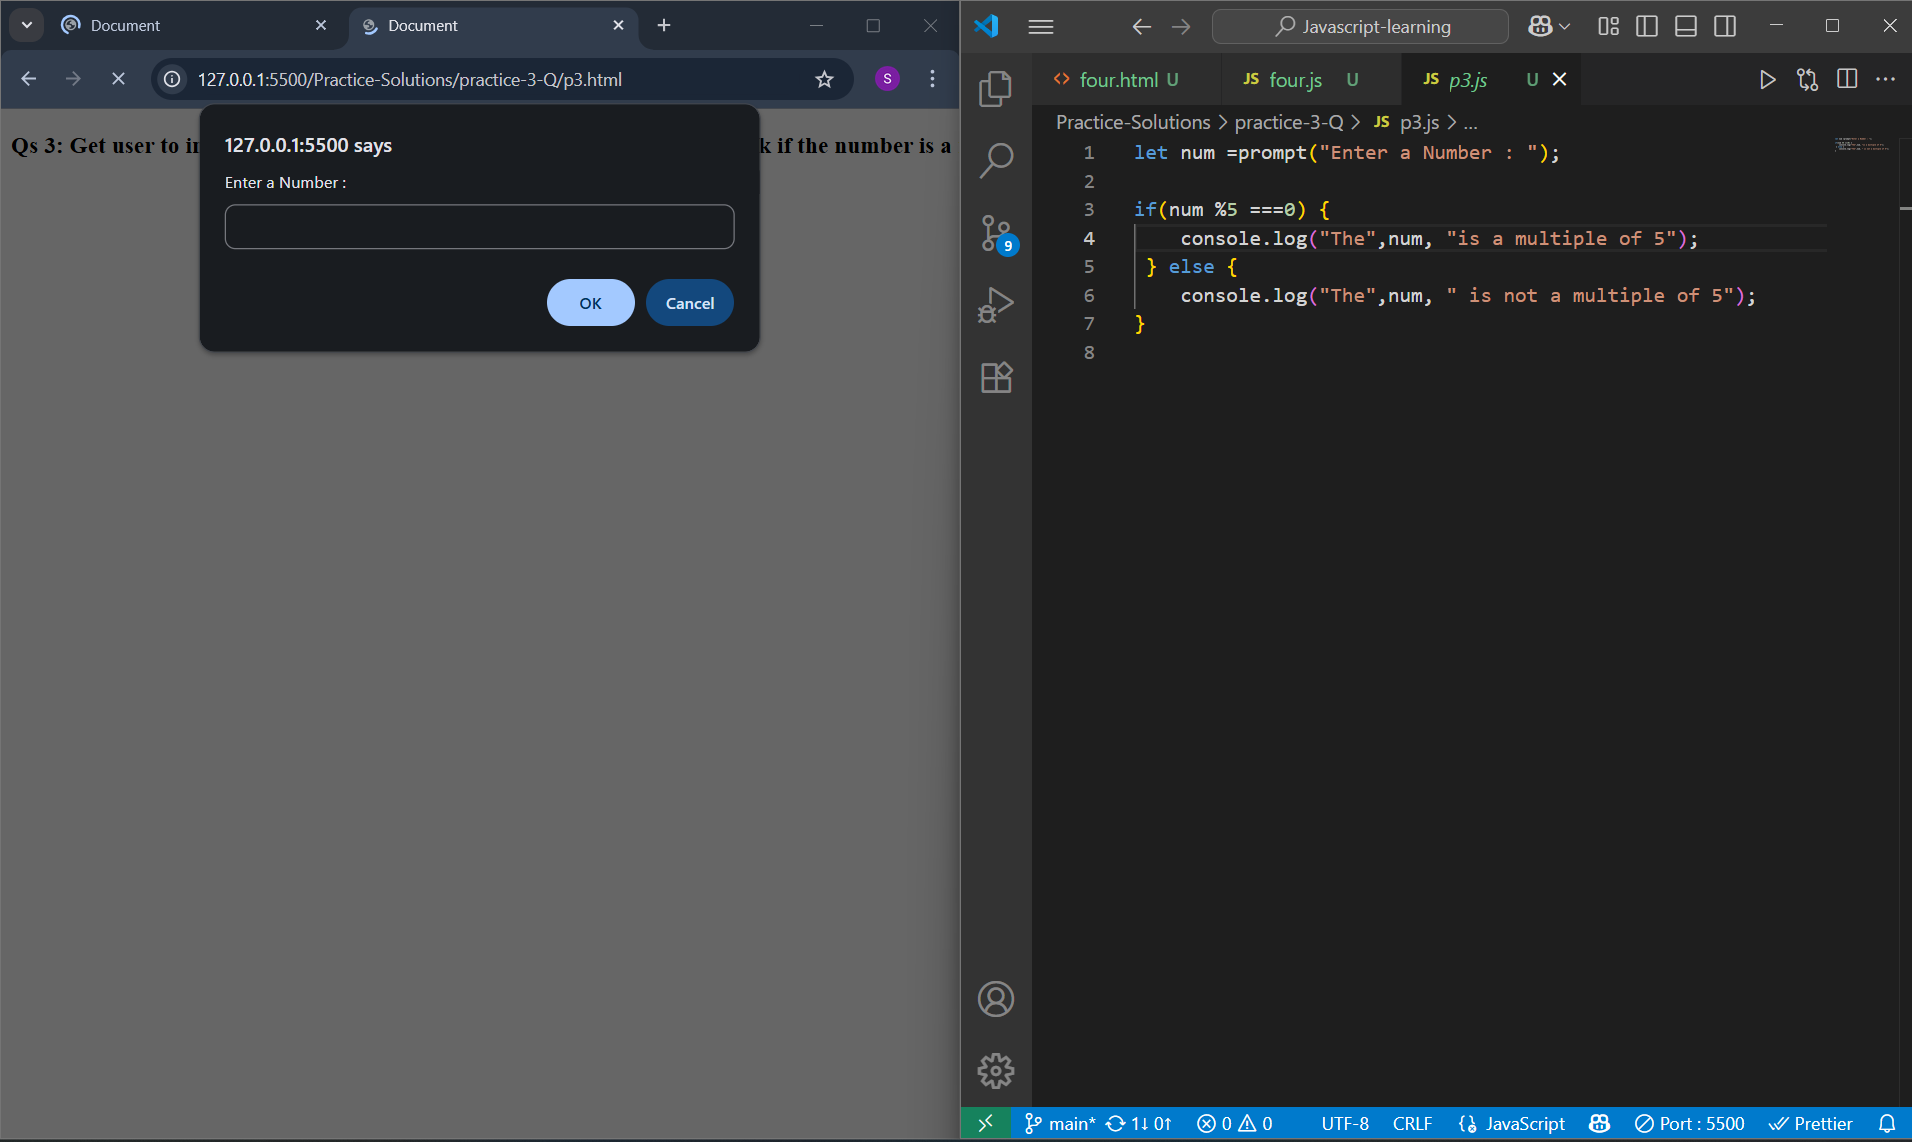 Document
Document
127.0.0.1:5500/Practice-Solutions/practice-3-Q/p3.html
S
Qs 3: Get user to
k if the number is a
127.0.0.1:5500 says
Enter a Number :
OK
Cancel
Javascript-learning
four.html U
JS four.js U
JS p3.js U
Practice-Solutions > practice-3-Q > JS p3.js > ...
1 let num =prompt("Enter a Number : ");
2
3 if(num %5 ===0) {
4 console.log("The",num, "is a multiple of 5");
5 } else {
6 console.log("The",num, " is not a multiple of 5");
7 }
8
9
main* 1↓ 0↑ 0 0 UTF-8 CRLF JavaScript Port : 5500 Prettier